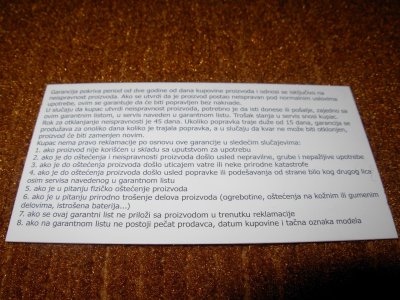 Garancija pokriva period od dve godine od dana kupovine proizvoda i odnosi se isključivo na
neispravnost proizvoda. Ako se utvrdi da je proizvod postao neispravan pod normalnim uslovima
upotrebe, ovim se garantuje da će biti popravljen bez naknade.
U slučaju da kupac utvrdi neispravnost proizvoda, potrebno je da isti donese ili pošalje, zajedno sa
ovim garantnim listom, u servis naveden u garantnom listu. Trošak slanja u servis snosi kupac.
Rok za otklanjanje neispravnosti je 45 dana. Ukoliko popravka traje duže od 15 dana, garancija se
produžava za onoliko dana koliko je trajala popravka, a u slučaju da kvar ne može biti otklonjen,
proizvod će biti zamenjen novim.
Kupac nema pravo reklamacije po osnovu ove garancije u sledećim slučajevima:
1. ako proizvod nije korišćen u skladu sa uputstvom za upotrebu
2. ako je do oštećenja i neispravnosti proizvoda došlo usled nepravilne, grube i nepažljive upotrebe
3. ako je do oštećenja proizvoda došlo uticajem vatre ili neke prirodne katastrofe
4. ako je do oštećenja proizvoda došlo usled popravke ili podešavanja od strane bilo kog drugog lica
osim servisa navedenog u garantnom listu
5. ako je u pitanju fizičko oštećenje proizvoda
6. ako je u pitanju prirodno trošenje delova proizvoda (ogrebotine, oštećenja na kožnim ili gumenim
delovima, istrošena baterija...)
7. ako se ovaj garantni list ne priloži sa proizvodom u trenutku reklamacije
8. ako na garantnom listu ne postoji pečat prodavca, datum kupovine i tačna oznaka modela